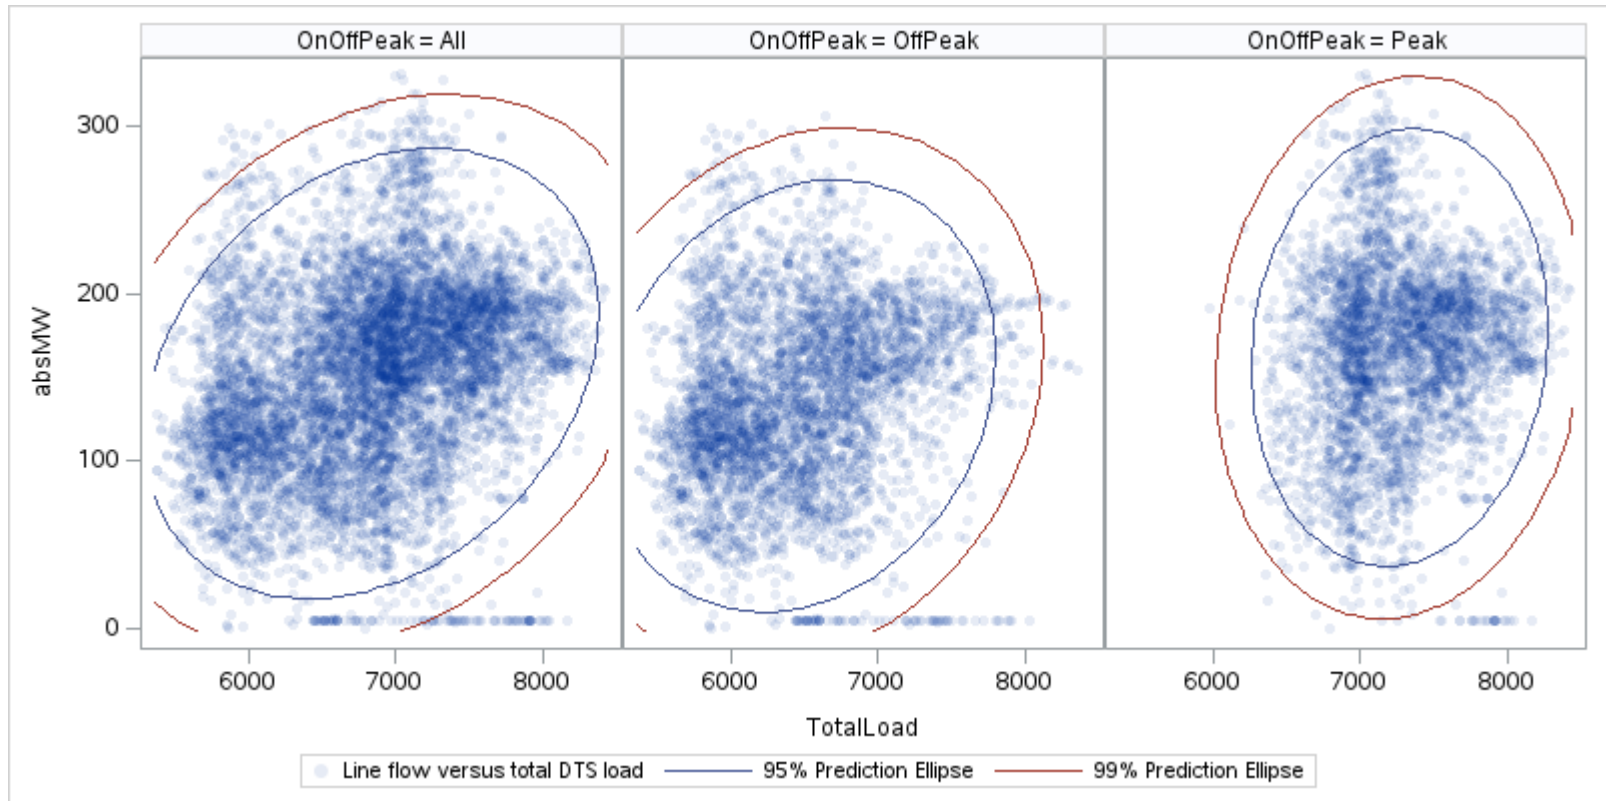 OnOffPeak = All
OnOffPeak = OffPeak
OnOffPeak = Peak
absMW
300
200
100
0
6000 7000 8000
6000 7000 8000
6000 7000 8000
TotalLoad
Line flow versus total DTS load 95% Prediction Ellipse 99% Prediction Ellipse